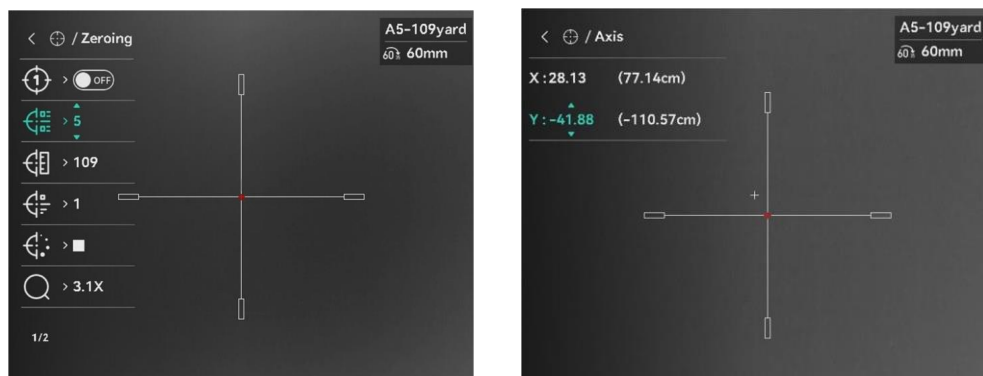 / Zeroing
A5-109yard
60 60mm
1
OFF
5
109
1
3.1X
1/2
/ Axis
A5-109yard
60 60mm
X :28.13 (77.14cm)
Y : -41.88 (-110.57cm)